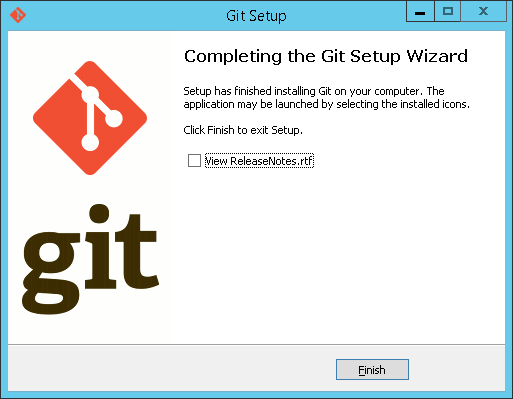 Git Setup
Completing the Git Setup Wizard
Setup has finished installing Git on your computer. The
application may be launched by selecting the installed icons.
Click Finish to exit Setup.
View ReleaseNotes.rtf
git
Finish